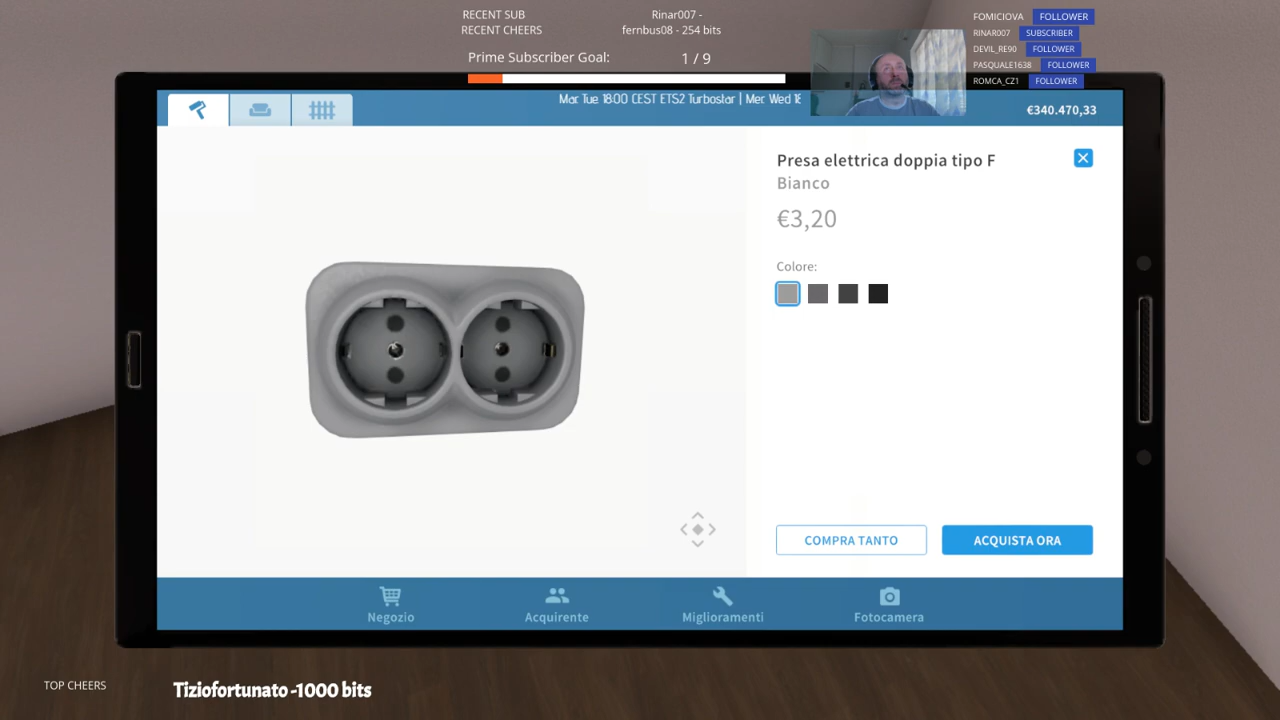 RECENT SUB
Rinar007 -
RECENT CHEERS
fernbus08 - 254 bits
Prime Subscriber Goal:
1 / 9
FOMICIOVA FOLLOWER
RINAR007 SUBSCRIBER
DEVIL_RE90 FOLLOWER
PASQUALE1638 FOLLOWER
ROMCA_CZ1 FOLLOWER
Mar Tue 18:00 CEST ETS2 Turbostar | Mer Wed 18
€340.470,33
Presa elettrica doppia tipo F
Bianco
€3,20
Colore:
COMPRA TANTO
ACQUISTA ORA
Negozio
Acquirente
Miglioramenti
Fotocamera
TOP CHEERS
Tiziofortunato -1000 bits